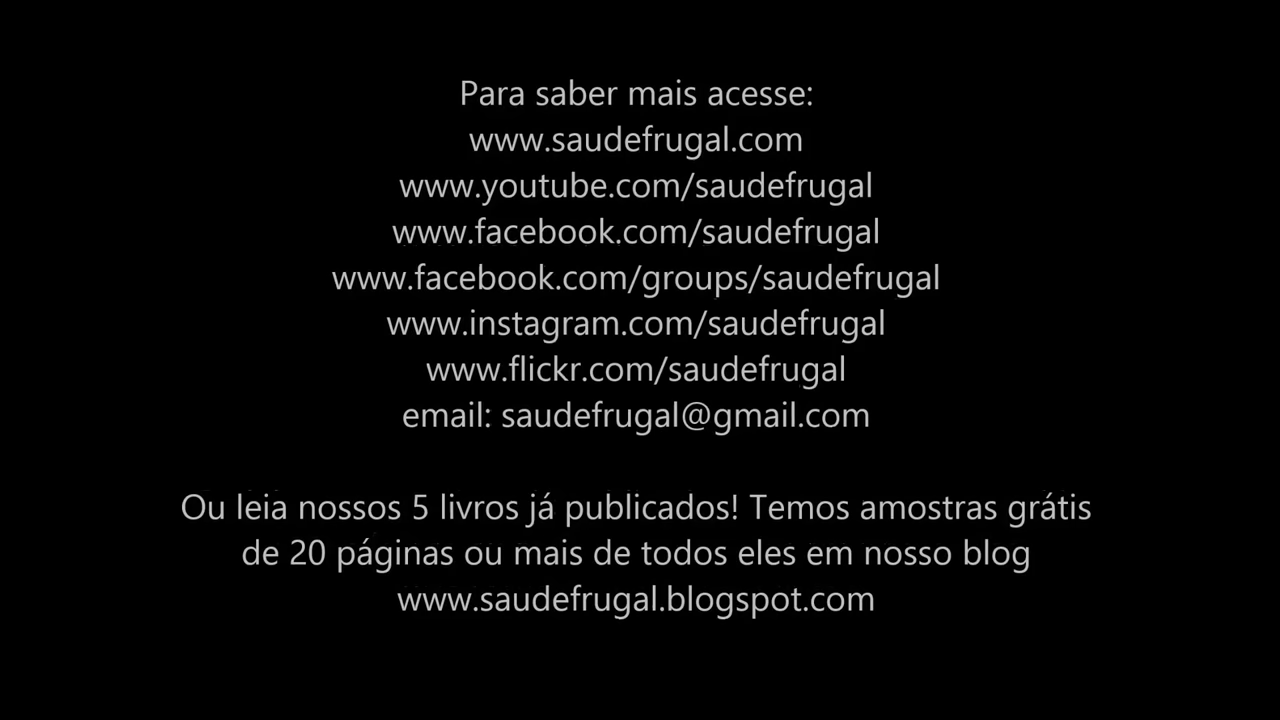 Para saber mais acesse:
www.saudefrugal.com
www.youtube.com/saudefrugal
www.facebook.com/saudefrugal
www.facebook.com/groups/saudefrugal
www.instagram.com/saudefrugal
www.flickr.com/saudefrugal
email: saudefrugal@gmail.com
Ou leia nossos 5 livros já publicados! Temos amostras grátis
de 20 páginas ou mais de todos eles em nosso blog
www.saudefrugal.blogspot.com